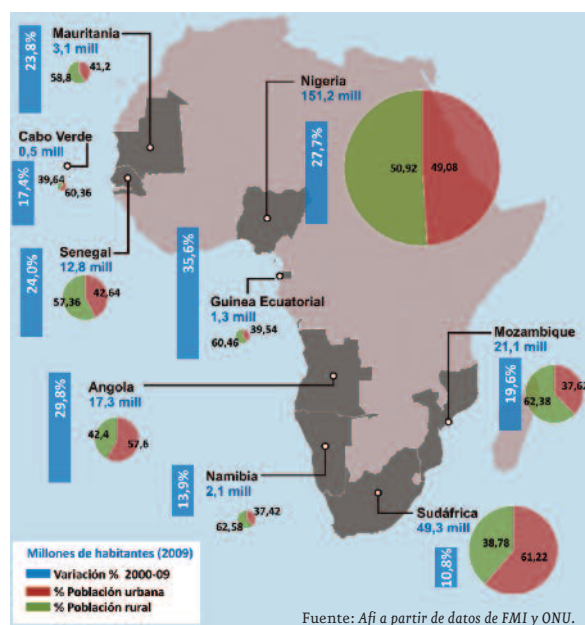 Mauritania
3,1 mill
23,8%
58,8
41,2
Nigeria
151,2 mill
27,7%
50,92
49,08
Cabo Verde
0,5 mill
17,4%
39,64
60,36
Senegal
12,8 mill
24,0%
57,36
42,64
35,6%
Guinea Ecuatorial
1,3 mill
60,46
39,54
Mozambique
21,1 mill
19,6%
62,38
37,62
Angola
17,3 mill
29,8%
42,4
57,6
Namibia
2,1 mill
13,9%
62,58
37,42
Sudáfrica
49,3 mill
10,8%
38,78
61,22
Millones de habitantes (2009)
Variación % 2000-09
% Población urbana
% Población rural
Fuente: Afi a partir de datos de FMI y ONU.